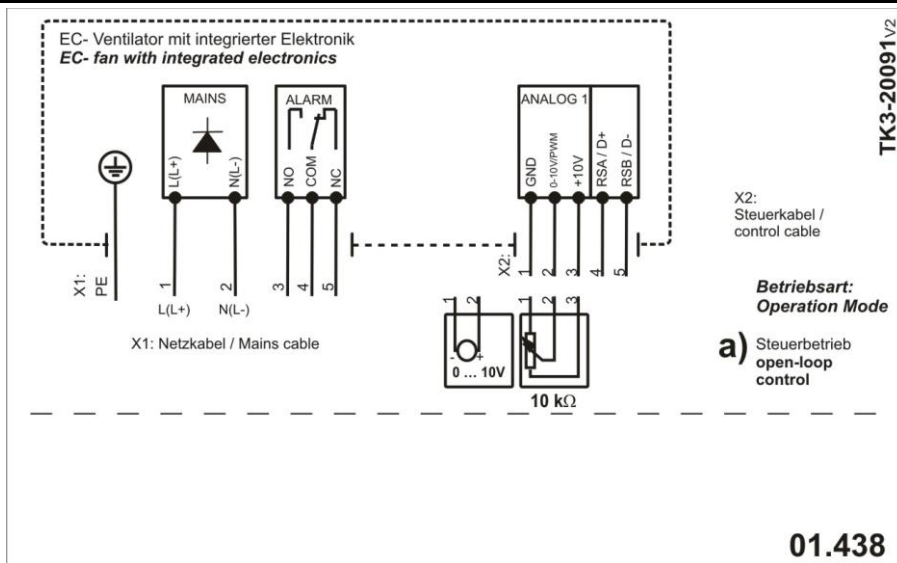 EC- Ventilator mit integrierter Elektronik
EC- fan with integrated electronics
TK3-20091V2
MAINS
L(L+)
N(L-)
ALARM
NO
COM
NC
ANALOG 1
GND
0-10V/PWM
+10V
RSA / D+
RSB / D-
X1:
PE
1
2
3
4
5
L(L+)
N(L-)
X1: Netzkabel / Mains cable
X2:
1
2
3
4
5
X2:
Steuerkabel /
control cable
1
2
- +
0 ... 10V
1
2
3
10 kΩ
Betriebsart:
Operation Mode
a) Steuerbetrieb
open-loop
control
01.438